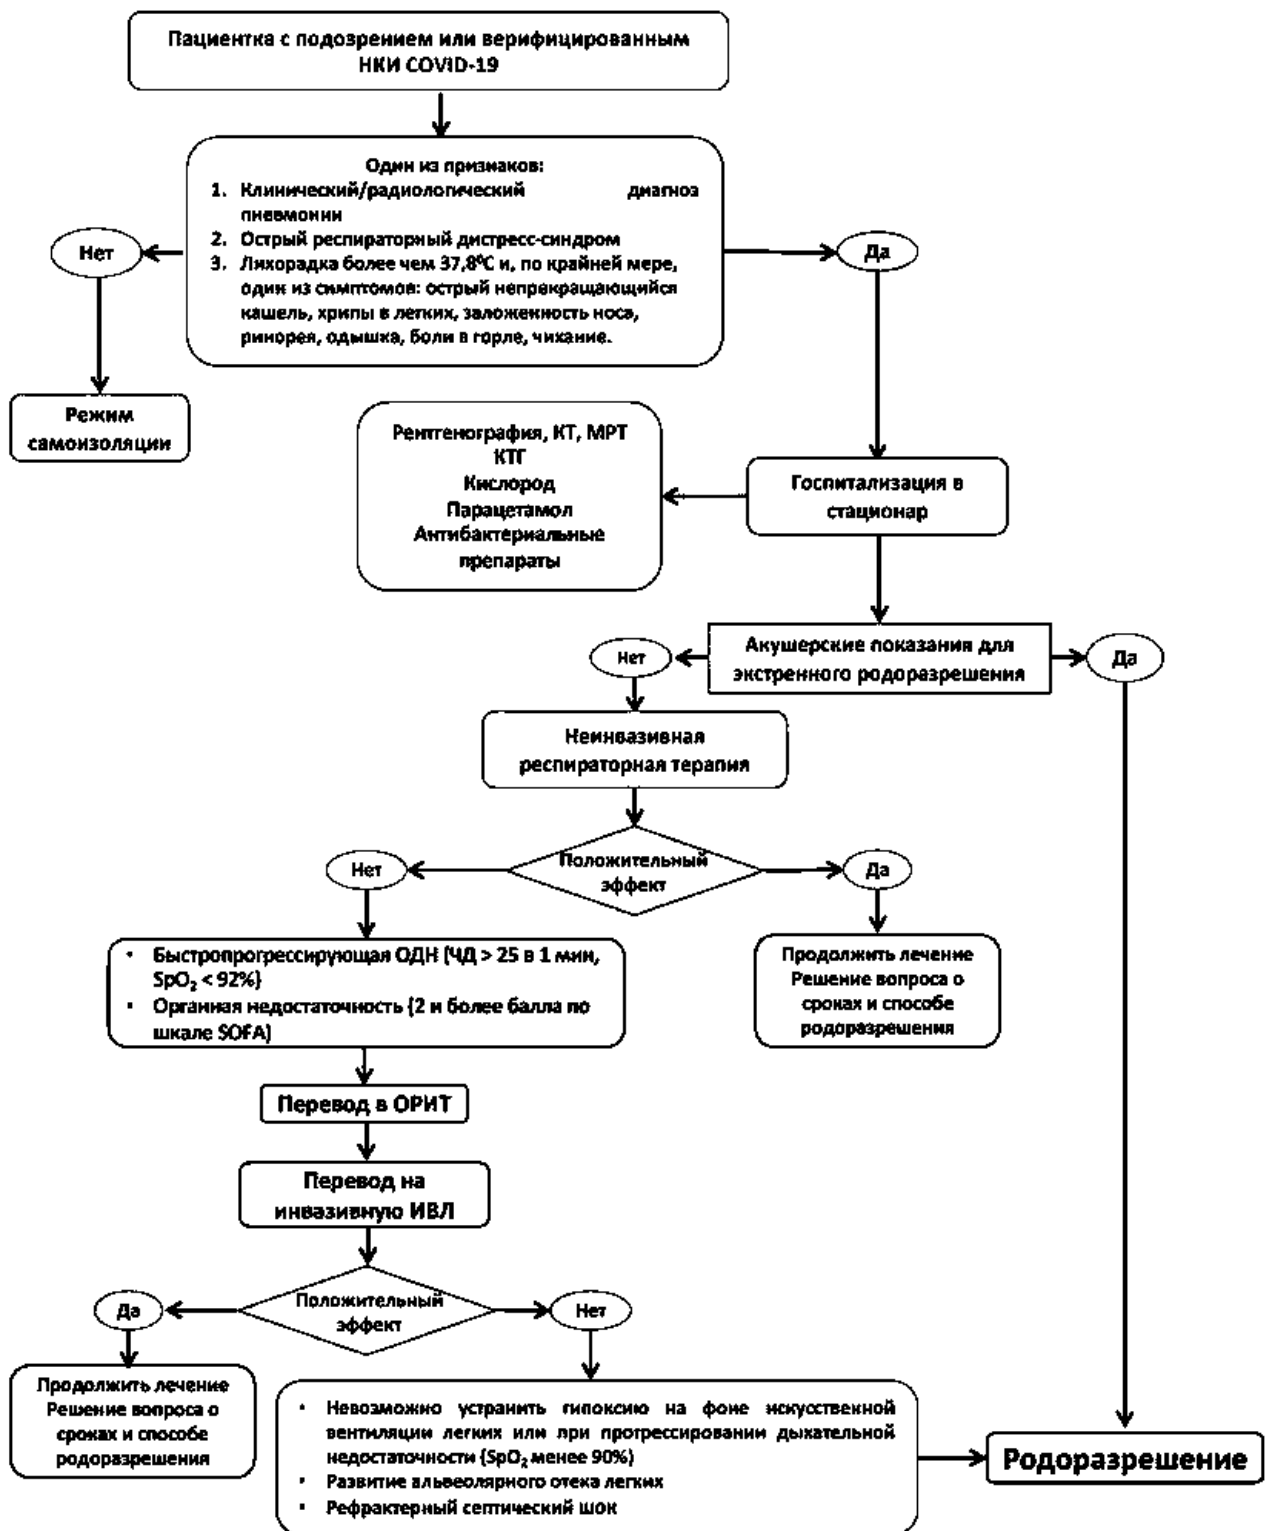 Пациентка с подозрением или верифицированным
НКИ COVID-19
Один из признаков:
1. Клинический/радиологический диагноз
пневмонии
2. Острый респираторный дистресс-синдром
3. Лихорадка более чем 37,8⁰С и, по крайней мере,
один из симптомов: острый непрекращающийся
кашель, хрипы в легких, заложенность носа,
ринорея, одышка, боли в горле, чихание.
Нет
Да
Режим
самоизоляции
Рентгенография, КТ, МРТ
КТГ
Кислород
Парацетамол
Антибактериальные
препараты
Госпитализация в
стационар
Акушерские показания для
экстренного родоразрешения
Нет
Да
Неинвазивная
респираторная терапия
Положительный
эффект
Нет
Да
• Быстропрогрессирующая ОДН (ЧД > 25 в 1 мин,
SpO₂ < 92%)
• Органная недостаточность (2 и более балла по
шкале SOFA)
Продолжить лечение
Решение вопроса о
сроках и способе
родоразрешения
Перевод в ОРИТ
Перевод на
инвазивную ИВЛ
Положительный
эффект
Да
Нет
Продолжить лечение
Решение вопроса о
сроках и способе
родоразрешения
• Невозможно устранить гипоксию на фоне искусственной
вентиляции легких или при прогрессировании дыхательной
недостаточности (SpO₂ менее 90%)
• Развитие альвеолярного отека легких
• Рефрактерный септический шок
Родоразрешение